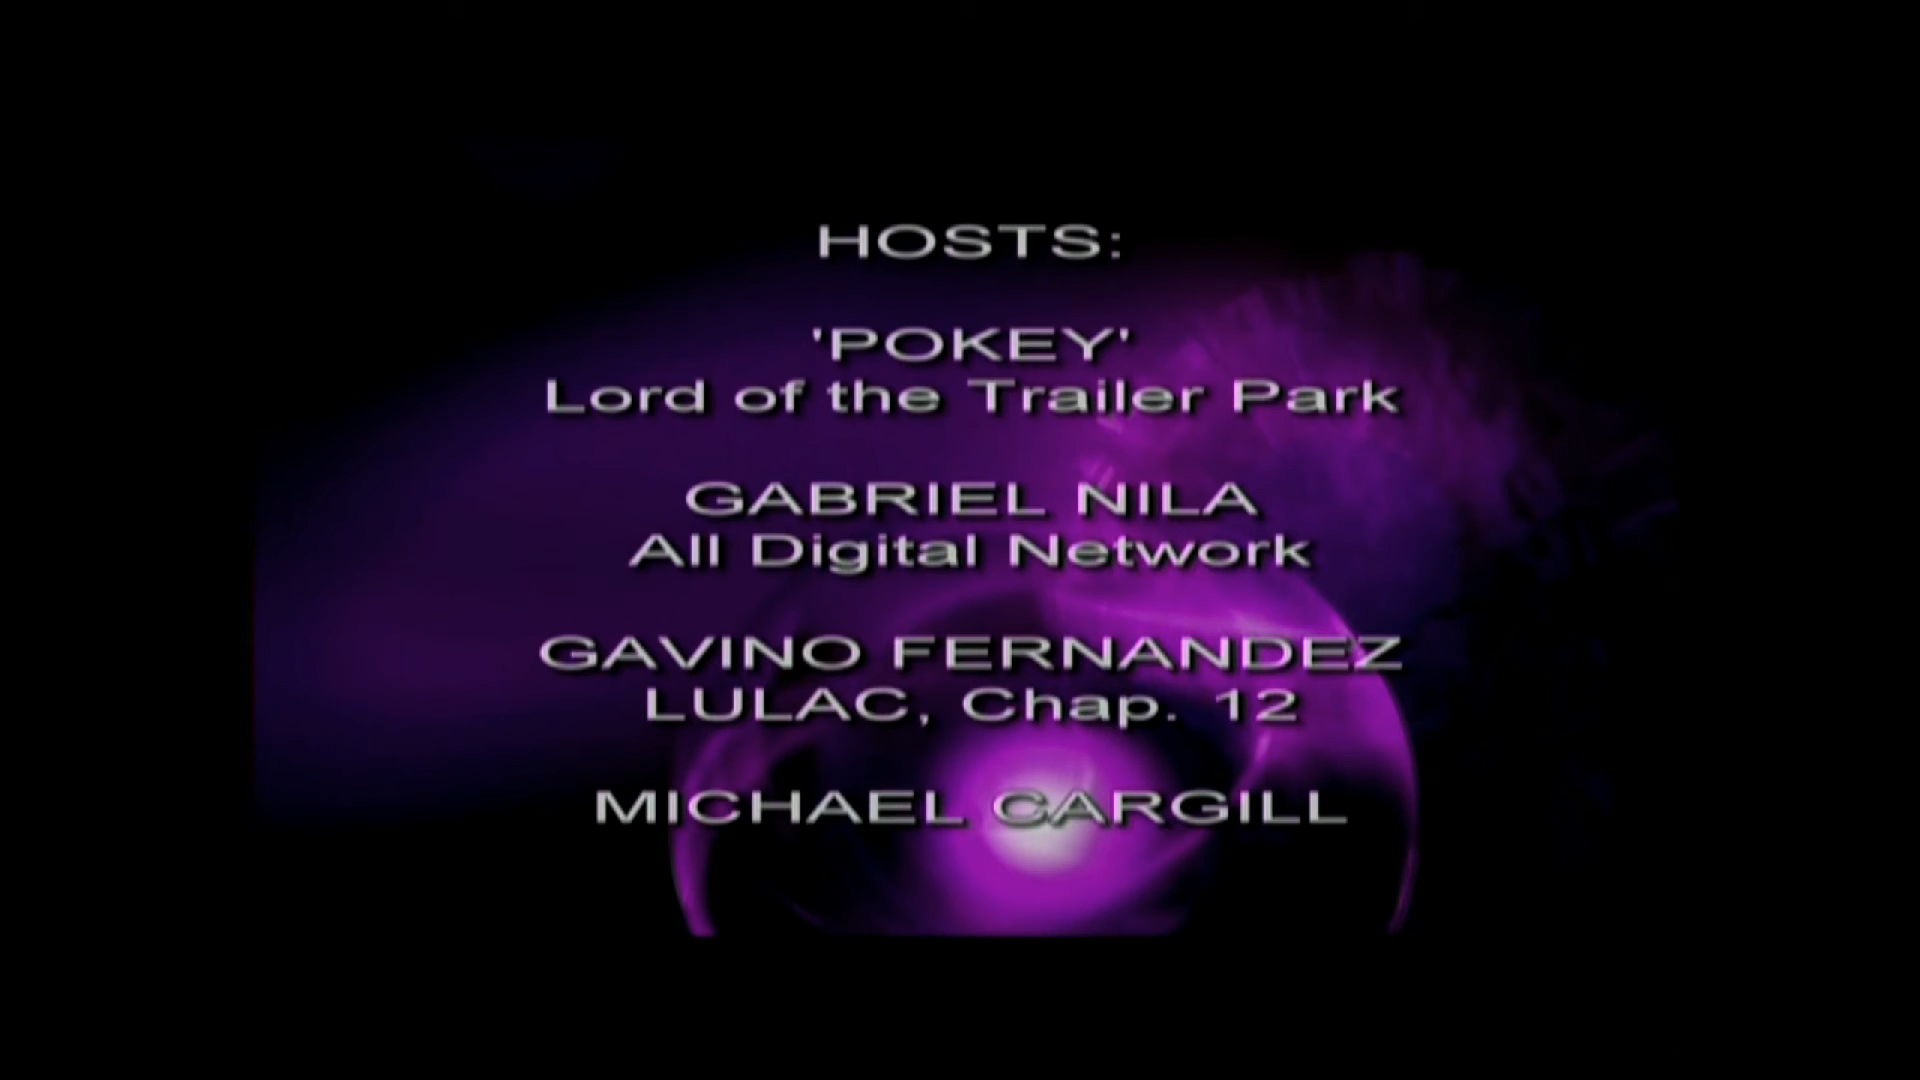 HOSTS:
'POKEY'
Lord of the Trailer Park
GABRIEL NILA
All Digital Network
GAVINO FERNANDEZ
LULAC, Chap. 12
MICHAEL CARGILL